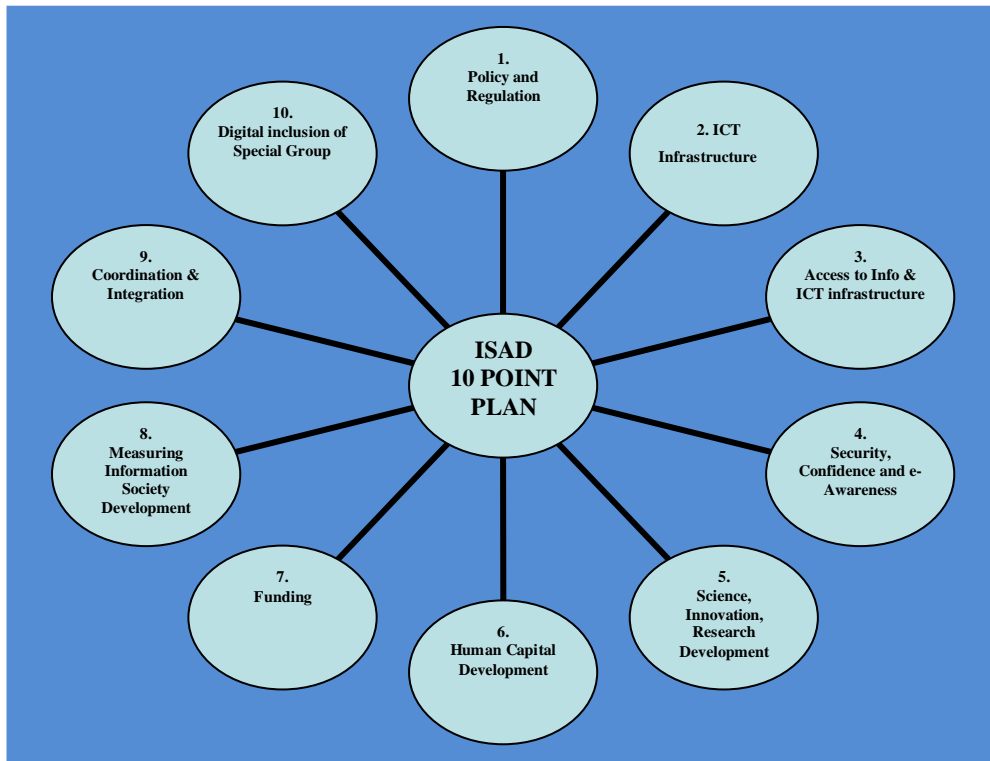 1.
Policy and
Regulation
2. ICT
Infrastructure
3.
Access to Info &
ICT infrastructure
4.
Security,
Confidence and e-
Awareness
5.
Science,
Innovation,
Research
Development
6.
Human Capital
Development
7.
Funding
8.
Measuring
Information
Society
Development
9.
Coordination &
Integration
10.
Digital inclusion of
Special Group
ISAD
10 POINT
PLAN